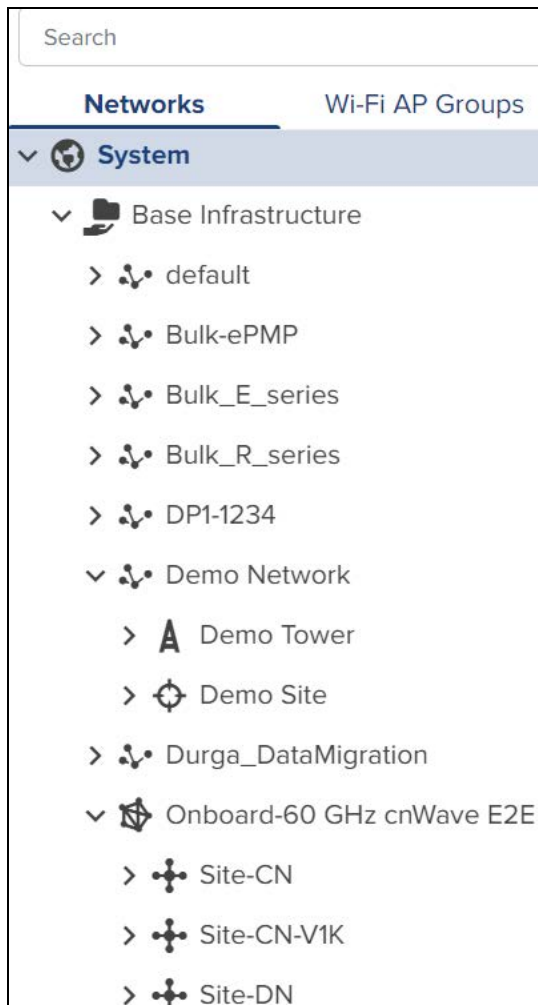 Search
Networks Wi-Fi AP Groups
System
Base Infrastructure
default
Bulk-ePMP
Bulk_E_series
Bulk_R_series
DP1-1234
Demo Network
Demo Tower
Demo Site
Durga_DataMigration
Onboard-60 GHz cnWave E2E
Site-CN
Site-CN-V1K
Site-DN